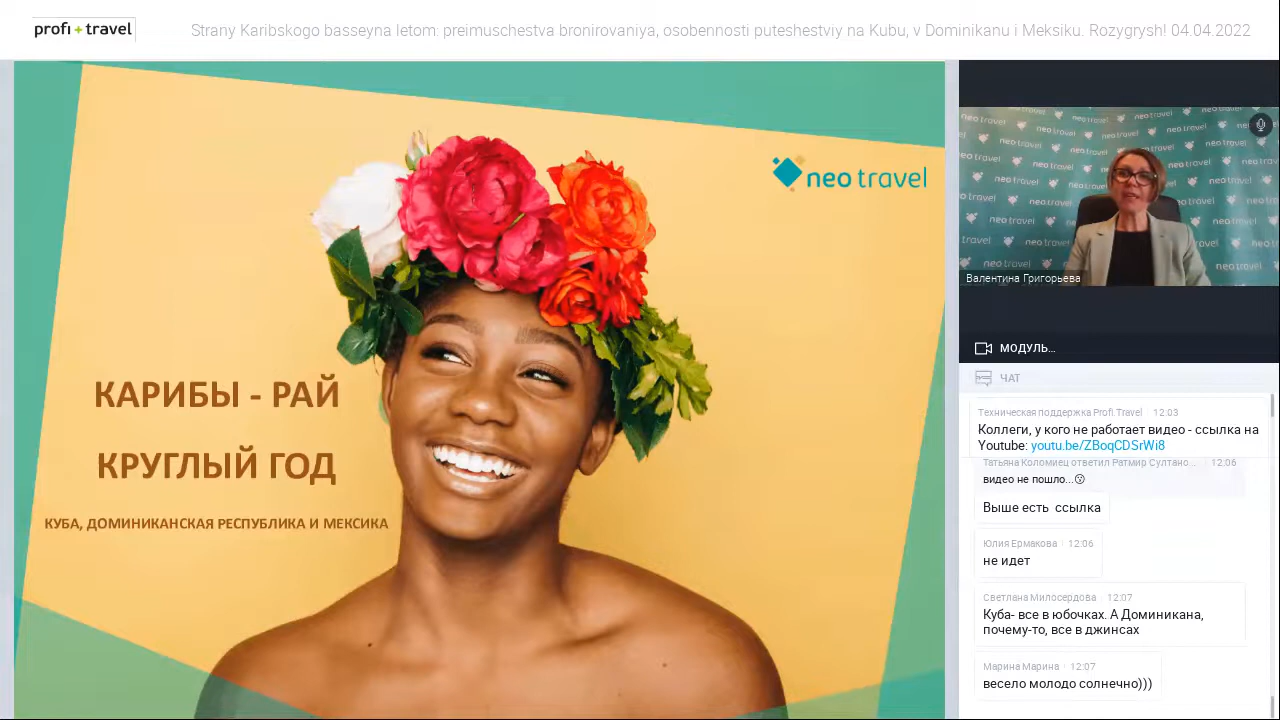 profi + travel
Strany Karibskogo basseyna letom: preimuschestva bronirovaniya, osobennosti puteshestviy na Kubu, v Dominikanu i Meksiku. Rozygrysh! 04.04.2022
neo travel
КАРИБЫ - РАЙ
КРУГЛЫЙ ГОД
КУБА, ДОМИНИКАНСКАЯ РЕСПУБЛИКА И МЕКСИКА
neo travel
Валентина Григорьева
МОДУЛЬ...
ЧАТ
Техническая поддержка Profi.Travel 12:03
Коллеги, у кого не работает видео - ссылка на
Youtube: youtu.be/ZBoqCDSrWi8
Татьяна Коломиец ответил Ратмир Султано... 12:06
видео не пошло...
Выше есть ссылка
Юлия Ермакова 12:06
не идет
Светлана Милосердова 12:07
Куба- все в юбочках. А Доминикана,
почему-то, все в джинсах
Марина Марина 12:07
весело молодо солнечно)))